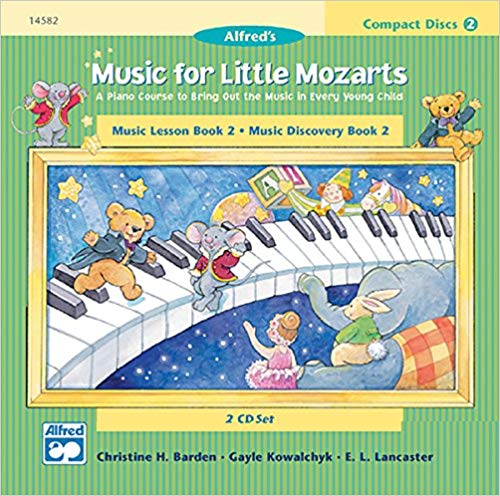 14582
Alfred's
Compact Discs 2
Music for Little Mozarts
A Piano Course to Bring Out the Music in Every Young Child
Music Lesson Book 2 • Music Discovery Book 2
A
2 CD Set
Alfred
Christine H. Barden • Gayle Kowalchyk • E. L. Lancaster